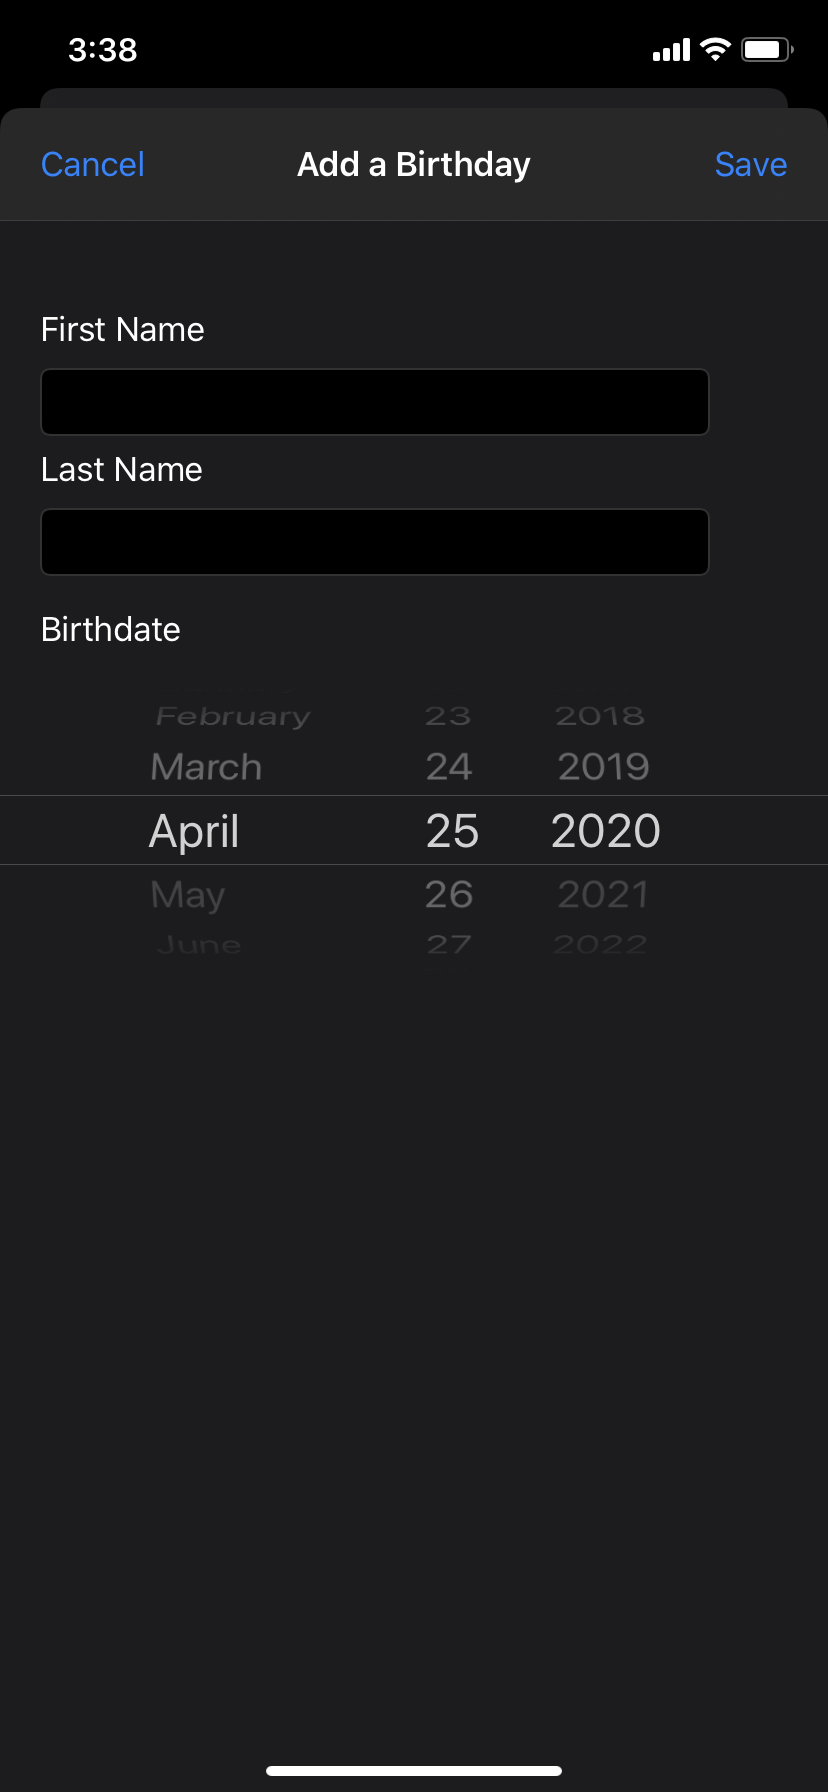 3:38
Cancel Add a Birthday Save
First Name
Last Name
Birthdate
February 23 2018
March 24 2019
April 25 2020
May 26 2021
June 27 2022